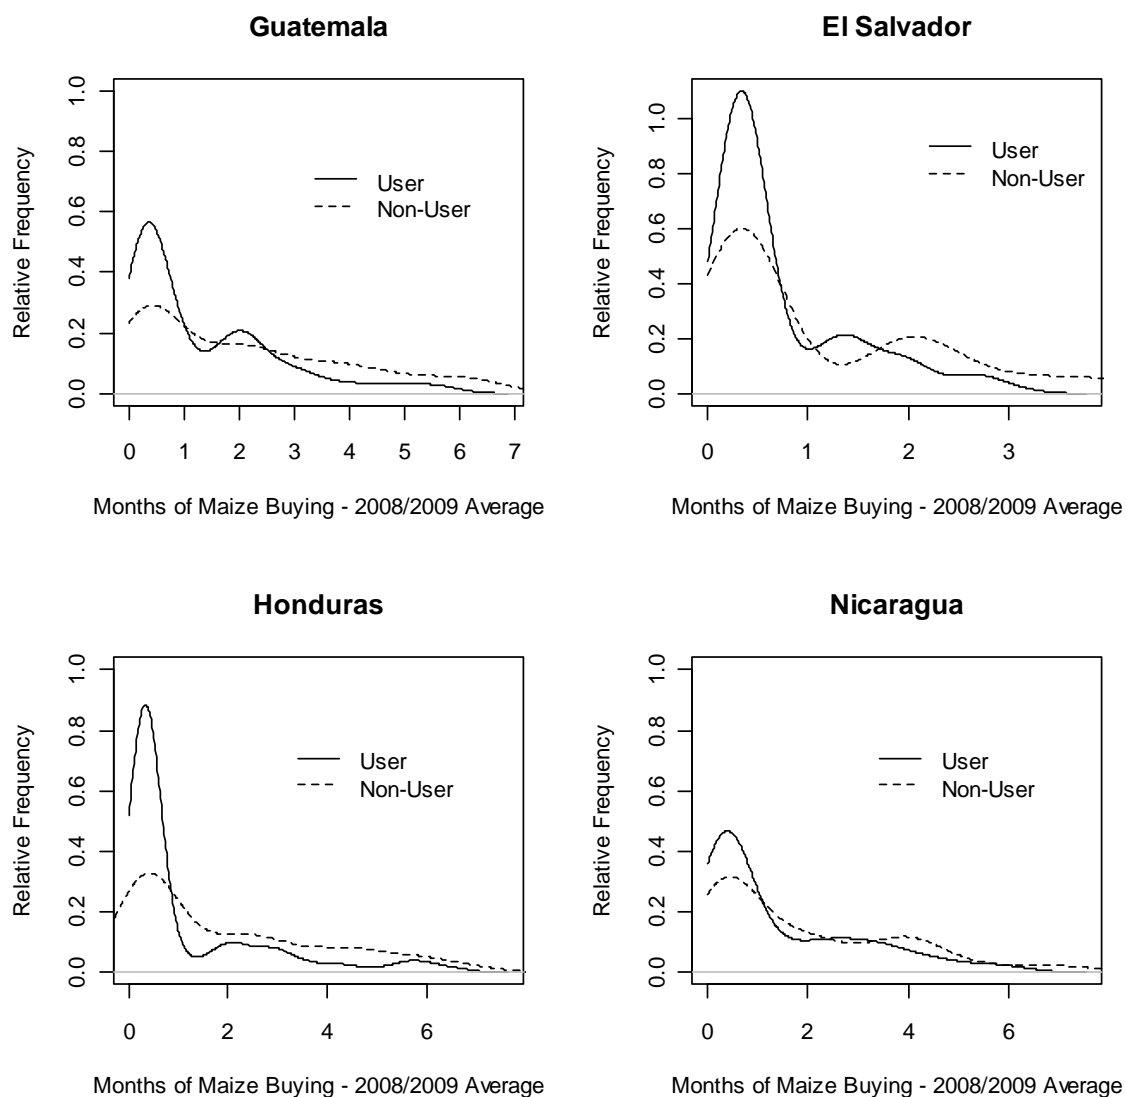 Guatemala
Relative Frequency
0.0 0.2 0.4 0.6 0.8 1.0
User
Non-User
0 1 2 3 4 5 6 7
Months of Maize Buying - 2008/2009 Average
El Salvador
Relative Frequency
0.0 0.2 0.4 0.6 0.8 1.0
User
Non-User
0 1 2 3
Months of Maize Buying - 2008/2009 Average
Honduras
Relative Frequency
0.0 0.2 0.4 0.6 0.8 1.0
User
Non-User
0 2 4 6
Months of Maize Buying - 2008/2009 Average
Nicaragua
Relative Frequency
0.0 0.2 0.4 0.6 0.8 1.0
User
Non-User
0 2 4 6
Months of Maize Buying - 2008/2009 Average